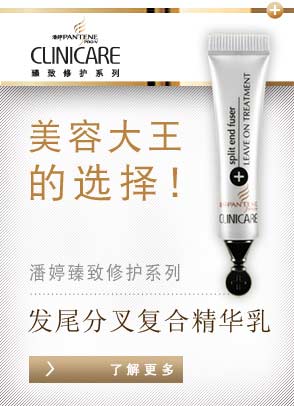 潘婷PANTENE
PRO-V
CLINICARE
臻致修护系列
美容大王
的选择！
split end fuser
LEAVE ON TREATMENT
PANTENE
CLINICARE
潘婷臻致修护系列
发尾分叉复合精华乳
了解更多